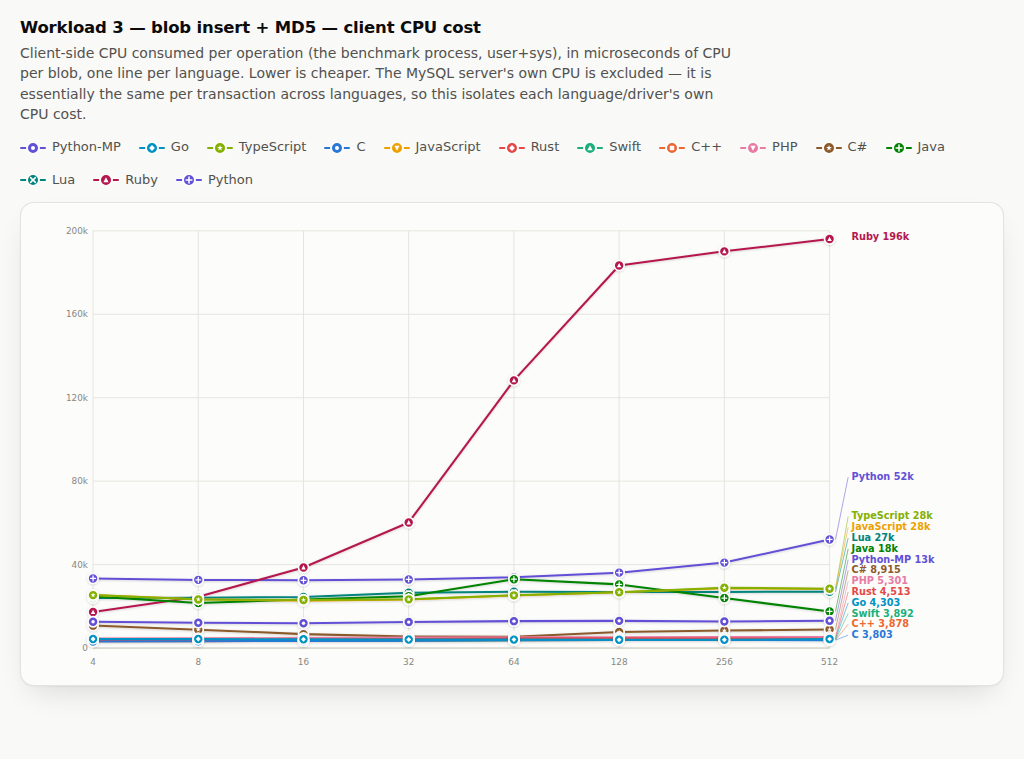 Workload 3 — blob insert + MD5 — client CPU cost
Client-side CPU consumed per operation (the benchmark process, user+sys), in microseconds of CPU
per blob, one line per language. Lower is cheaper. The MySQL server's own CPU is excluded — it is
essentially the same per transaction across languages, so this isolates each language/driver's own
CPU cost.
Python-MP Go TypeScript C JavaScript Rust Swift C++ PHP C# Java
Lua Ruby Python
200k
160k
120k
80k
40k
0
4 8 16 32 64 128 256 512
Ruby 196k
Python 52k
TypeScript 28k
JavaScript 28k
Lua 27k
Java 18k
Python-MP 13k
C# 8,915
PHP 5,301
Rust 4,513
Go 4,303
Swift 3,892
C++ 3,878
C 3,803